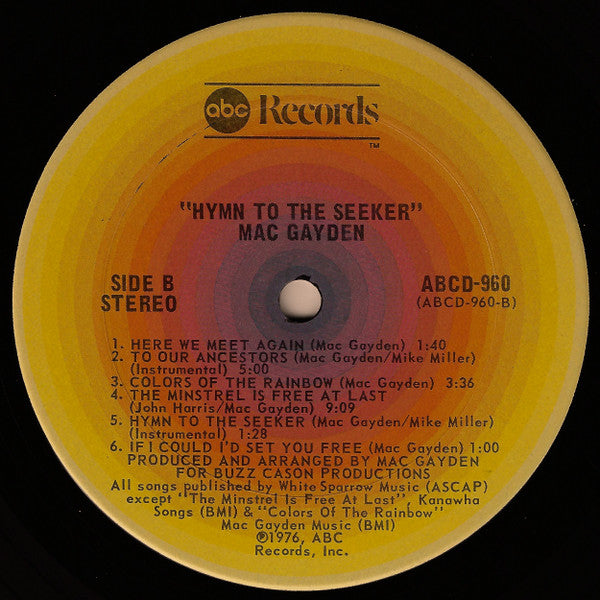 abc Records
TM
"HYMN TO THE SEEKER"
MAC GAYDEN
SIDE B
STEREO
ABCD-960
(ABCD-960-B)
1. HERE WE MEET AGAIN (Mac Gayden) 1:40
2. TO OUR ANCESTORS (Mac Gayden/Mike Miller)
(Instrumental) 5:00
3. COLORS OF THE RAINBOW (Mac Gayden) 3:36
4. THE MINSTREL IS FREE AT LAST
(John Harris/Mac Gayden) 9:09
5. HYMN TO THE SEEKER (Mac Gayden/Mike Miller)
(Instrumental) 1:28
6. IF I COULD I'D SET YOU FREE (Mac Gayden) 1:00
PRODUCED AND ARRANGED BY MAC GAYDEN
FOR BUZZ CASON PRODUCTIONS
All songs published by White Sparrow Music (ASCAP)
except "The Minstrel Is Free At Last", Kanawha
Songs (BMI) & "Colors Of The Rainbow"
Mac Gayden Music (BMI)
℗1976, ABC
Records, Inc.